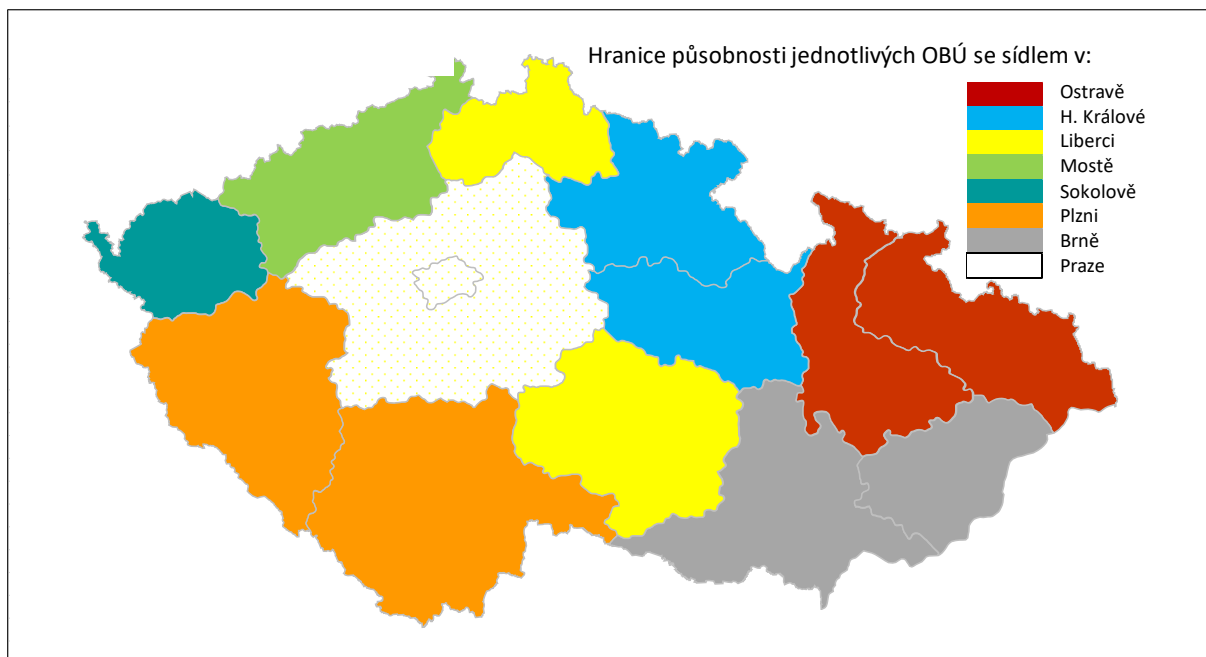 Hranice působnosti jednotlivých OBÚ se sídlem v:
Ostravě
H. Králové
Liberci
Mostě
Sokolově
Plzni
Brně
Praze